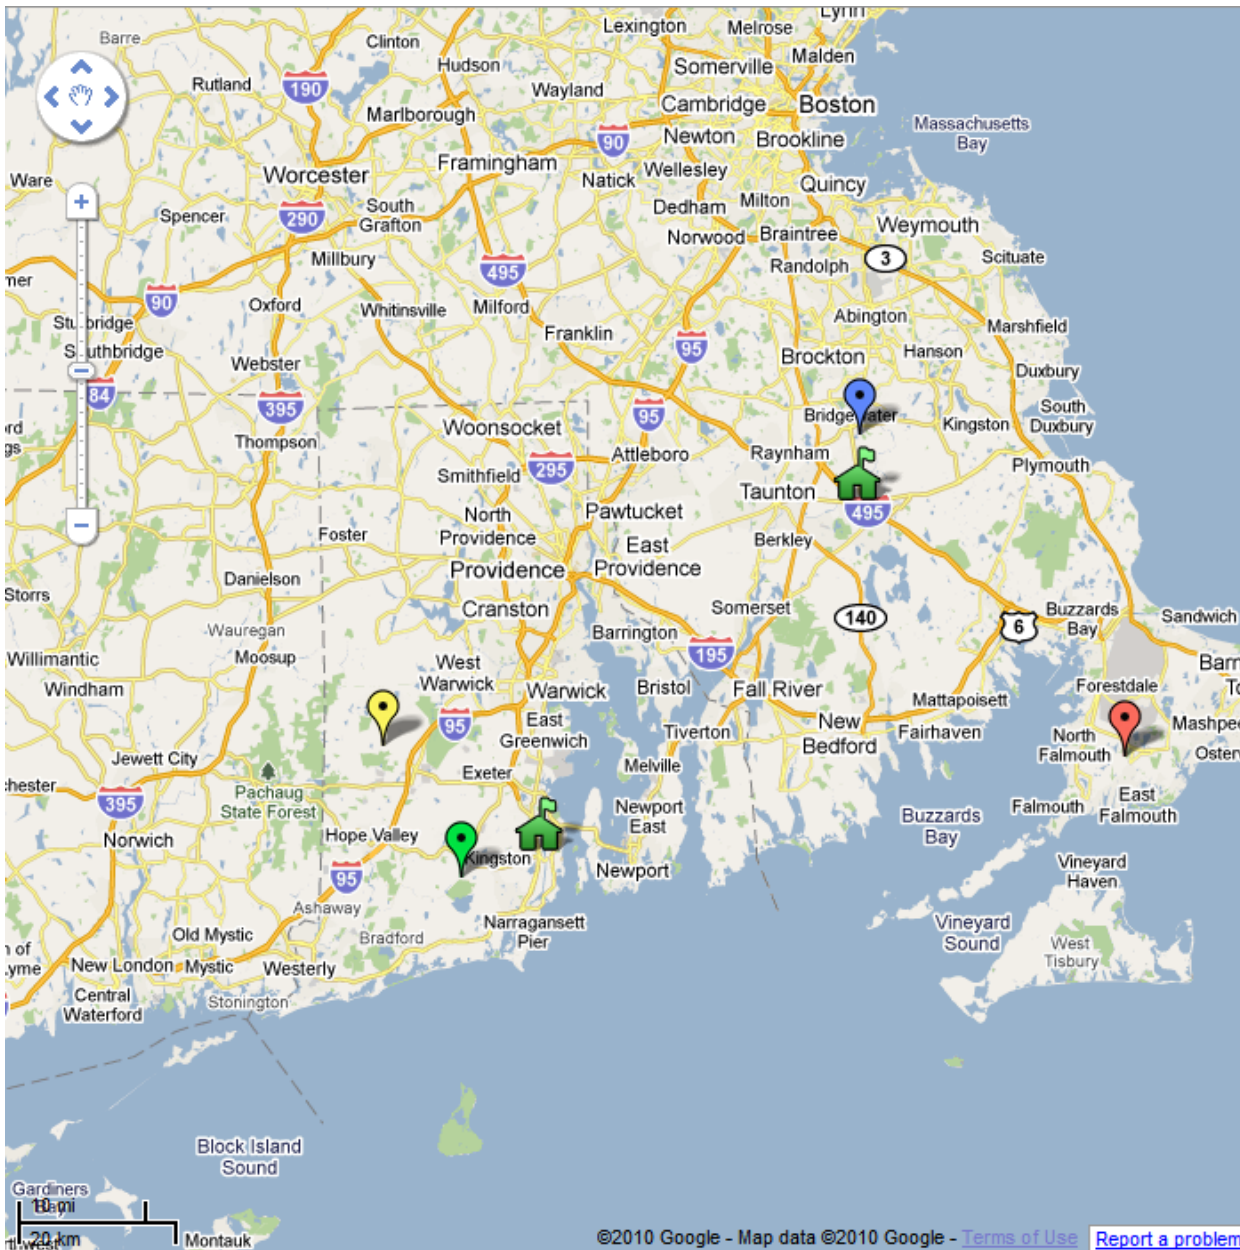 Lynn
Lexington
Melrose
Barre
Clinton
Malden
Hudson
Somerville
Rutland
190
Wayland
Cambridge
Boston
Marlborough
Massachusetts
Bay
90
Newton
Brookline
Framingham
Wellesley
Ware
Worcester
Natick
Quincy
Milton
South
Grafton
Dedham
Spencer
290
Weymouth
Norwood
Braintree
Millbury
3
Scituate
495
Randolph
90
Oxford
Whitinsville
Milford
Abington
Marshfield
Franklin
95
Brockton
Hanson
Webster
Duxbury
84
395
95
Bridgewater
South
Duxbury
Kingston
Woonsocket
Thompson
Attleboro
Raynham
Plymouth
Smithfield
295
Taunton
495
North
Providence
Pawtucket
Foster
East
Providence
Berkley
Providence
Danielson
Storrs
Cranston
Somerset
140
Buzzards
Bay
Sandwich
6
Wauregan
Barrington
195
Moosup
Willimantic
West
Warwick
Windham
Warwick
Bristol
Fall River
Forestdale
Mattapoisett
95
East
Greenwich
Tiverton
New
Bedford
Fairhaven
North
Falmouth
Jewett City
Melville
Exeter
Pachaug
State Forest
395
Newport
East
Falmouth
East
Falmouth
Buzzards
Bay
Norwich
Hope Valley
Kingston
Newport
Vineyard
Haven
95
Ashaway
Narragansett
Pier
Vineyard
Sound
Old Mystic
Bradford
West
Tisbury
New London
Mystic
Westerly
Central
Waterford
Stonington
Block Island
Sound
Gardiners
Bay
10 mi
20 km
Montauk
©2010 Google - Map data ©2010 Google - Terms of Use
Report a problem